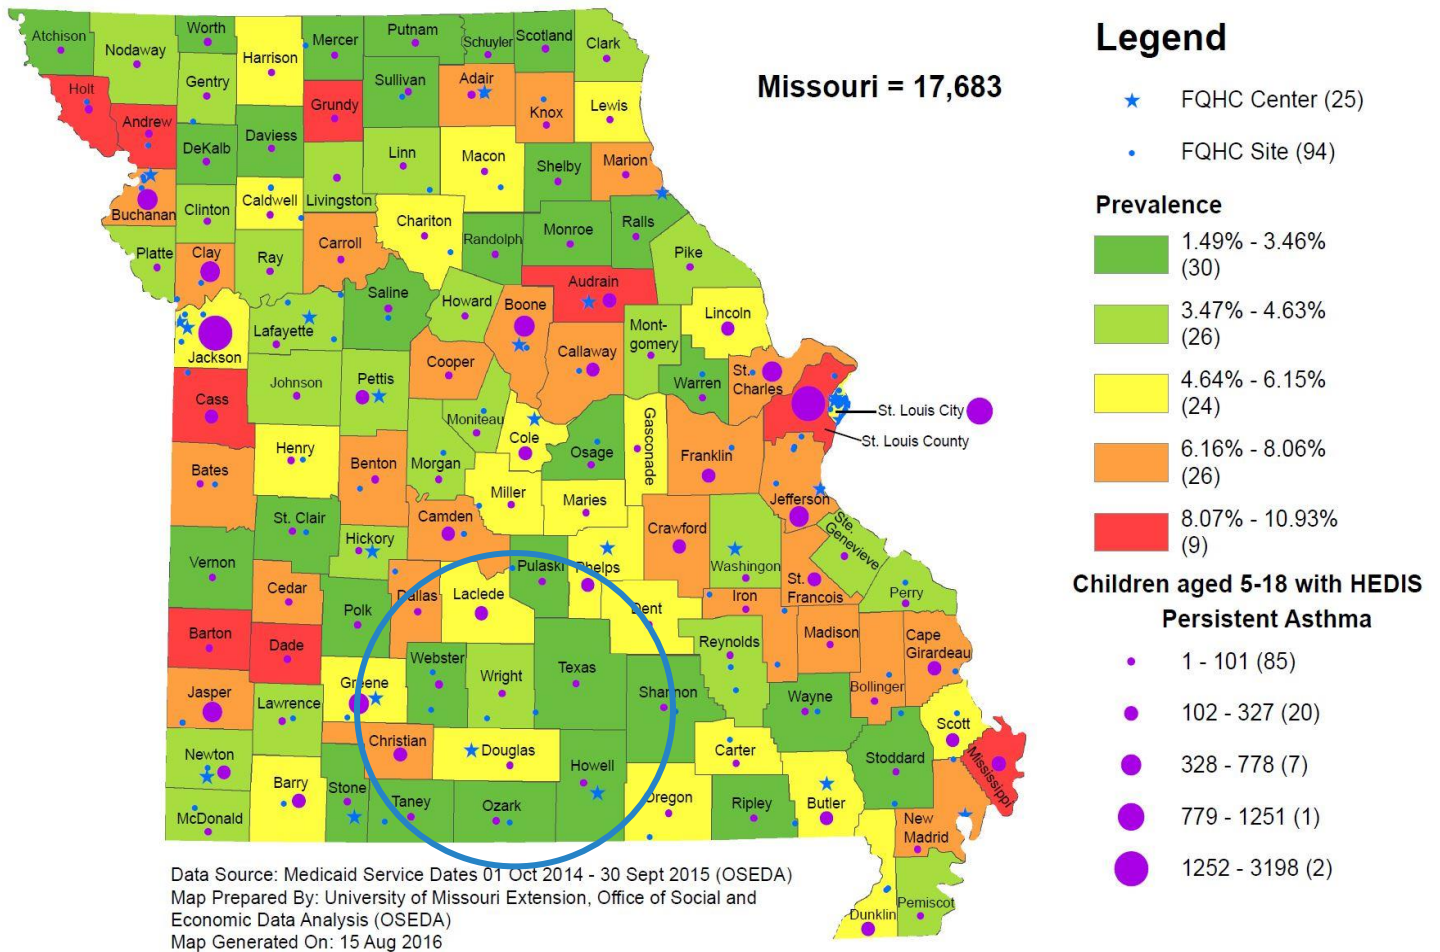 Missouri = 17,683
Atchison
Nodaway
Worth
Harrison
Mercer
Putnam
Schuyler
Scotland
Clark
Holt
Andrew
Gentry
Grundy
Sullivan
Adair
Knox
Lewis
DeKalb
Daviess
Linn
Macon
Shelby
Marion
Buchanan
Clinton
Caldwell
Livingston
Chariton
Randolph
Monroe
Ralls
Pike
Platte
Clay
Ray
Carroll
Saline
Howard
Boone
Audrain
Lincoln
Jackson
Lafayette
Cooper
Callaway
Mont-
gomery
Warren
St.
Charles
St. Louis City
St. Louis County
Cass
Johnson
Pettis
Moniteau
Cole
Osage
Gasconade
Franklin
Jefferson
Bates
Henry
Benton
Morgan
Miller
Maries
Crawford
Washingon
Ste.
Genevieve
St.
Francois
Perry
Vernon
St. Clair
Hickory
Camden
Pulaski
Phelps
Dent
Iron
Cedar
Polk
Dallas
Laclede
Barton
Dade
Webster
Wright
Texas
Shannon
Reynolds
Madison
Bollinger
Cape
Girardeau
Jasper
Lawrence
Greene
Christian
Douglas
Howell
Carter
Wayne
Stoddard
Scott
Mississippi
Newton
McDonald
Barry
Stone
Taney
Ozark
Oregon
Ripley
Butler
New
Madrid
Dunklin
Pemiscot
Legend
FQHC Center (25)
FQHC Site (94)
Prevalence
1.49% - 3.46%
(30)
3.47% - 4.63%
(26)
4.64% - 6.15%
(24)
6.16% - 8.06%
(26)
8.07% - 10.93%
(9)
Children aged 5-18 with HEDIS
Persistent Asthma
1 - 101 (85)
102 - 327 (20)
328 - 778 (7)
779 - 1251 (1)
1252 - 3198 (2)
Data Source: Medicaid Service Dates 01 Oct 2014 - 30 Sept 2015 (OSEDA)
Map Prepared By: University of Missouri Extension, Office of Social and
Economic Data Analysis (OSEDA)
Map Generated On: 15 Aug 2016